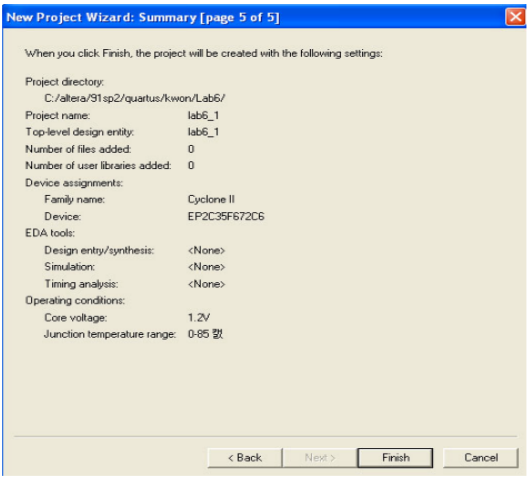 New Project Wizard: Summary [page 5 of 5]
When you click Finish, the project will be created with the following settings:
Project directory:
C:/altera/91sp2/quartus/kwon/Lab6/
Project name: lab6_1
Top-level design entity: lab6_1
Number of files added: 0
Number of user libraries added: 0
Device assignments:
Family name: Cyclone II
Device: EP2C35F672C6
EDA tools:
Design entry/synthesis: <None>
Simulation: <None>
Timing analysis: <None>
Operating conditions:
Core voltage: 1.2V
Junction temperature range: 0-85
< Back Next > Finish Cancel